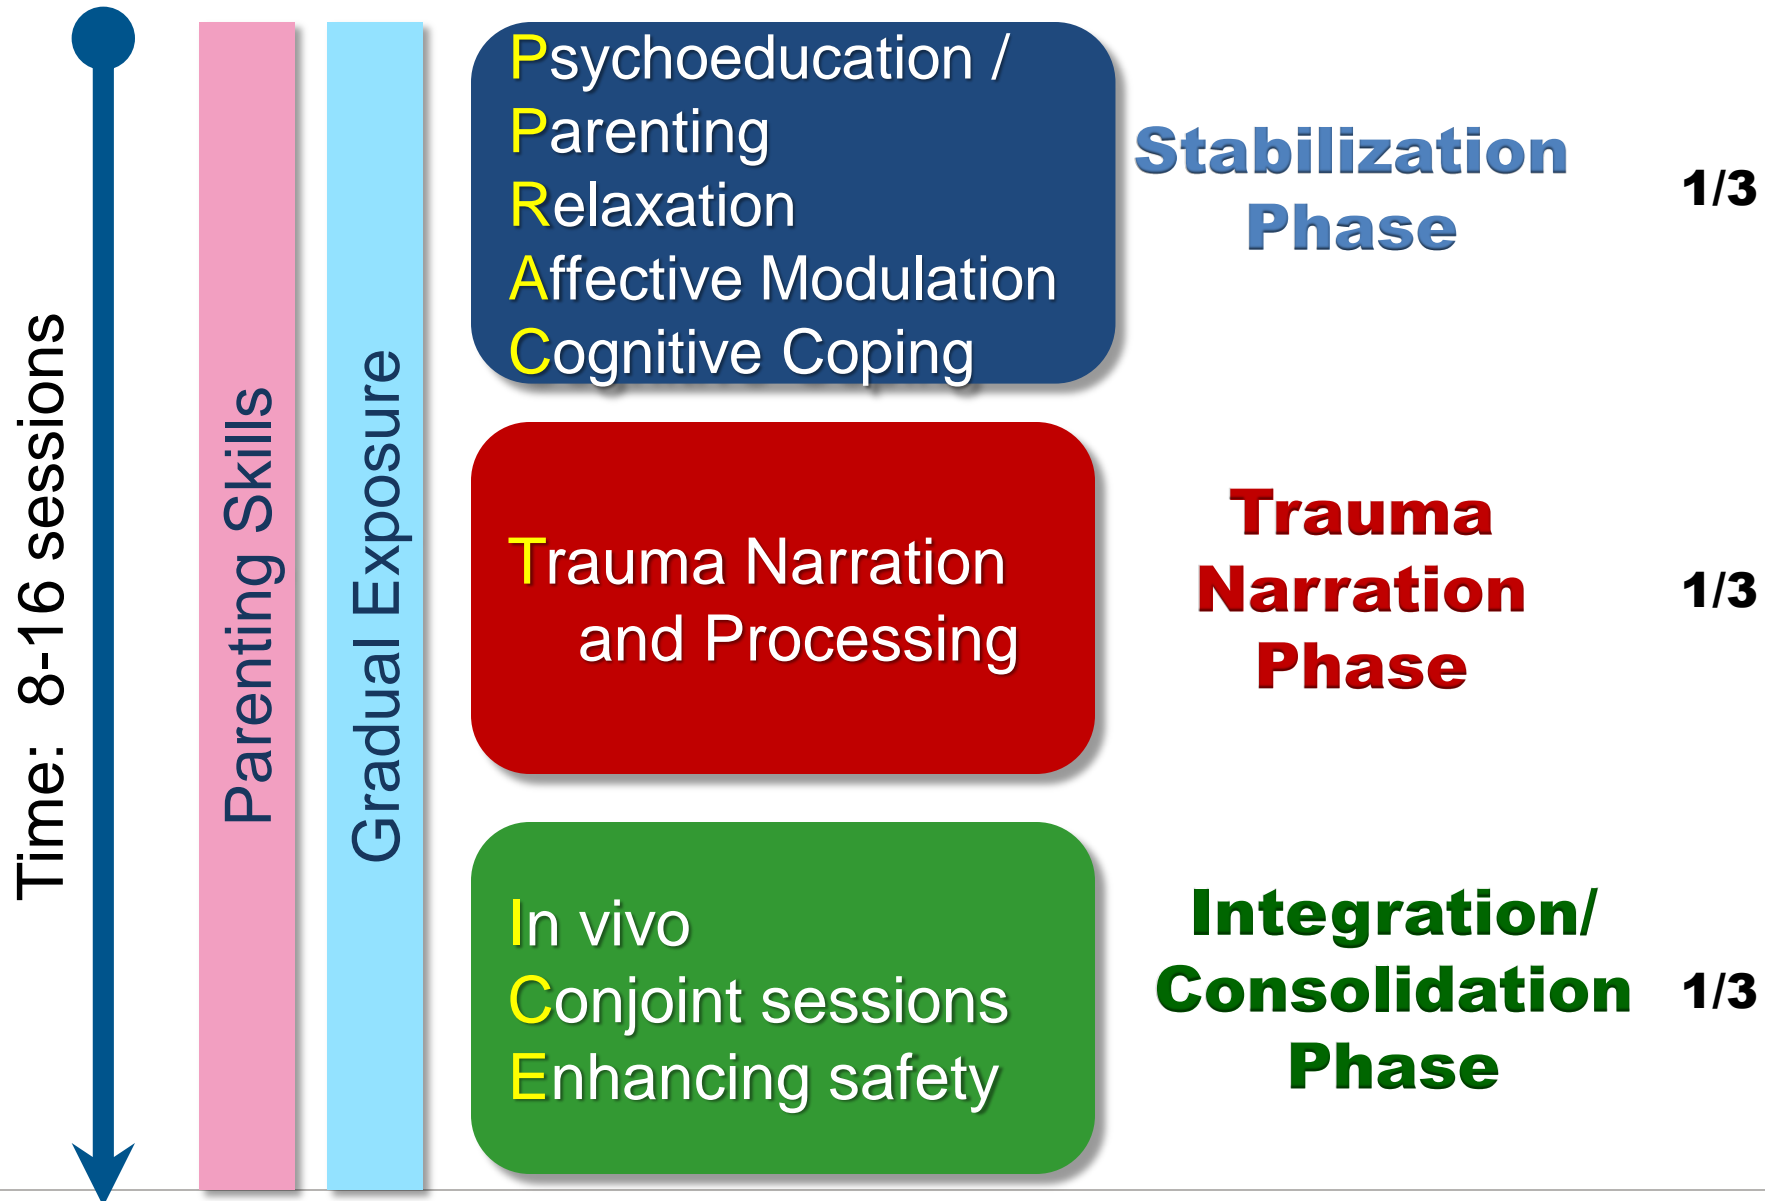 Time:  8-16 sessions
Parenting Skills
Gradual Exposure
Psychoeducation /
Parenting
Relaxation
Affective Modulation
Cognitive Coping
Stabilization
Phase
1/3
Trauma Narration
and Processing
Trauma
Narration
Phase
1/3
In vivo
Conjoint sessions
Enhancing safety
Integration/
Consolidation
Phase
1/3